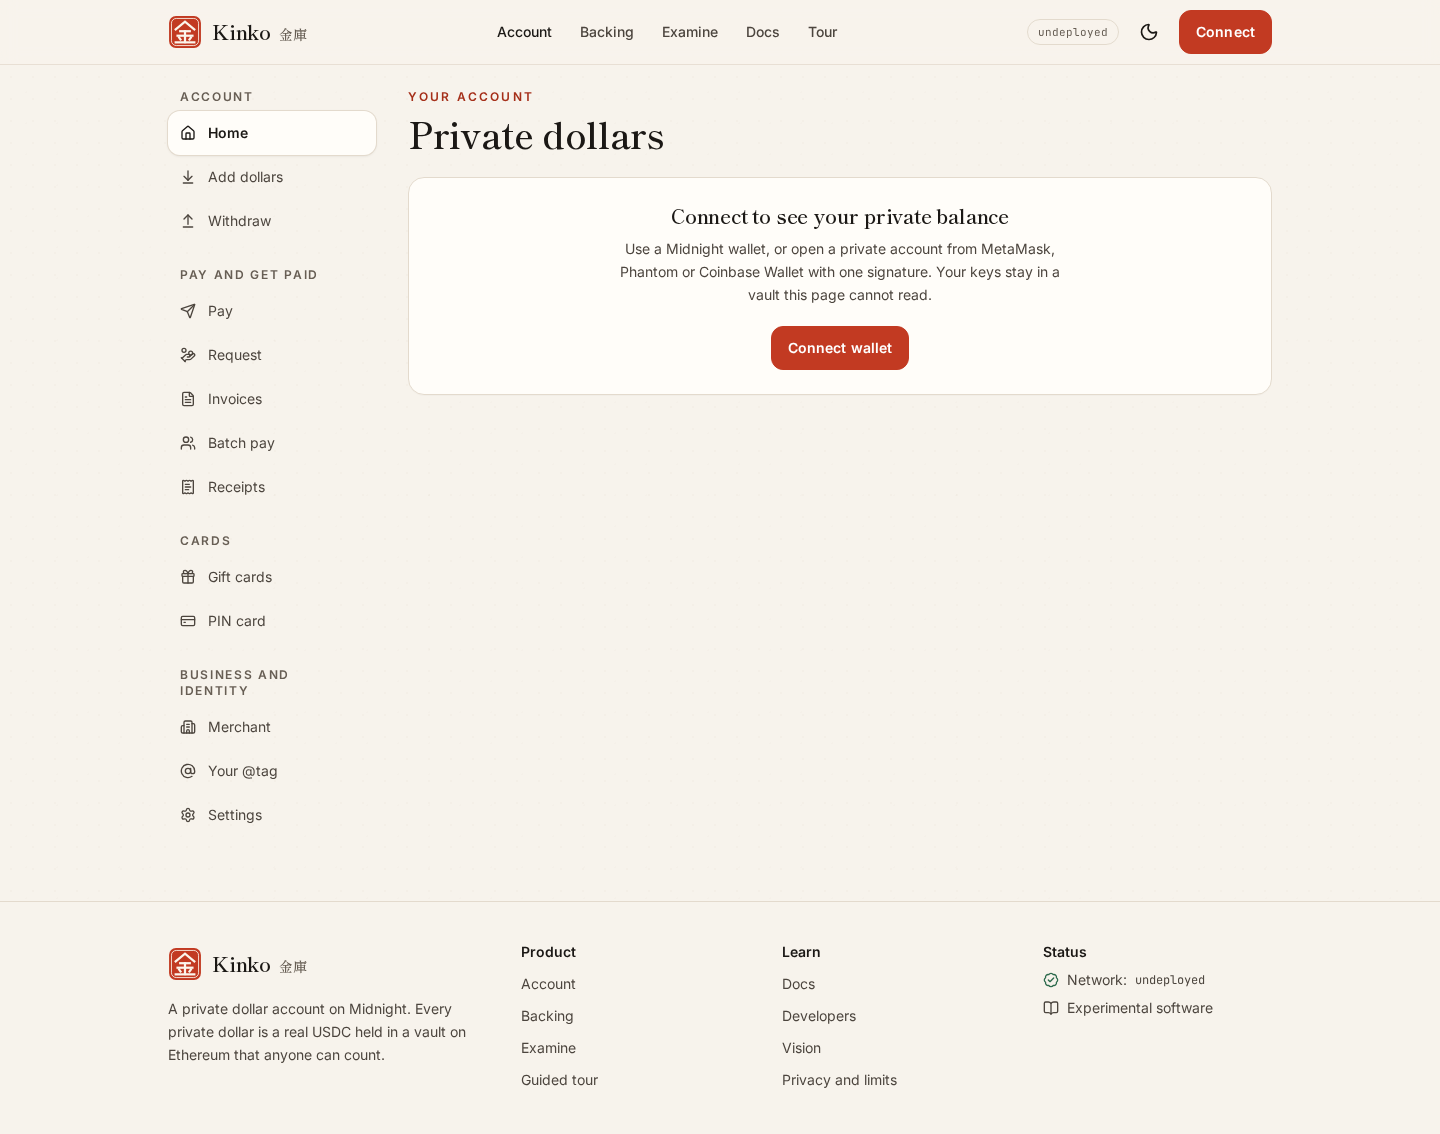 金 Kinko 金庫
Account
Backing
Examine
Docs
Tour
undeployed
Connect
ACCOUNT
Home
Add dollars
Withdraw
PAY AND GET PAID
Pay
Request
Invoices
Batch pay
Receipts
CARDS
Gift cards
PIN card
BUSINESS AND
IDENTITY
Merchant
Your @tag
Settings
YOUR ACCOUNT
Private dollars
Connect to see your private balance
Use a Midnight wallet, or open a private account from MetaMask,
Phantom or Coinbase Wallet with one signature. Your keys stay in a
vault this page cannot read.
Connect wallet
金 Kinko 金庫
A private dollar account on Midnight. Every
private dollar is a real USDC held in a vault on
Ethereum that anyone can count.
Product
Account
Backing
Examine
Guided tour
Learn
Docs
Developers
Vision
Privacy and limits
Status
Network: undeployed
Experimental software